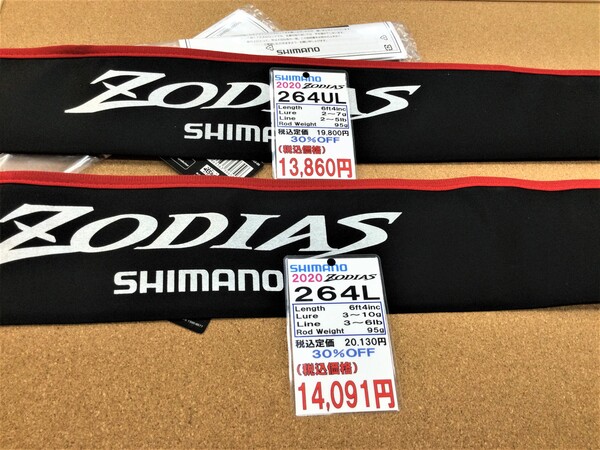 SHIMANO
ZODIAS
SHIMANO
SHIMANO
2020 ZODIAS
264UL
Length 6ft4inc
Lure 2～7g
Line 2～5lb
Rod Weight 95g
税込定価 19.800円
30%OFF
(税込価格)
13,860円
ZODIAS
SHIMANO
SHIMANO
2020 ZODIAS
264L
Length 6ft4inc
Lure 3～10g
Line 3～6lb
Rod Weight 95g
税込定価 20.130円
30%OFF
(税込価格)
14,091円